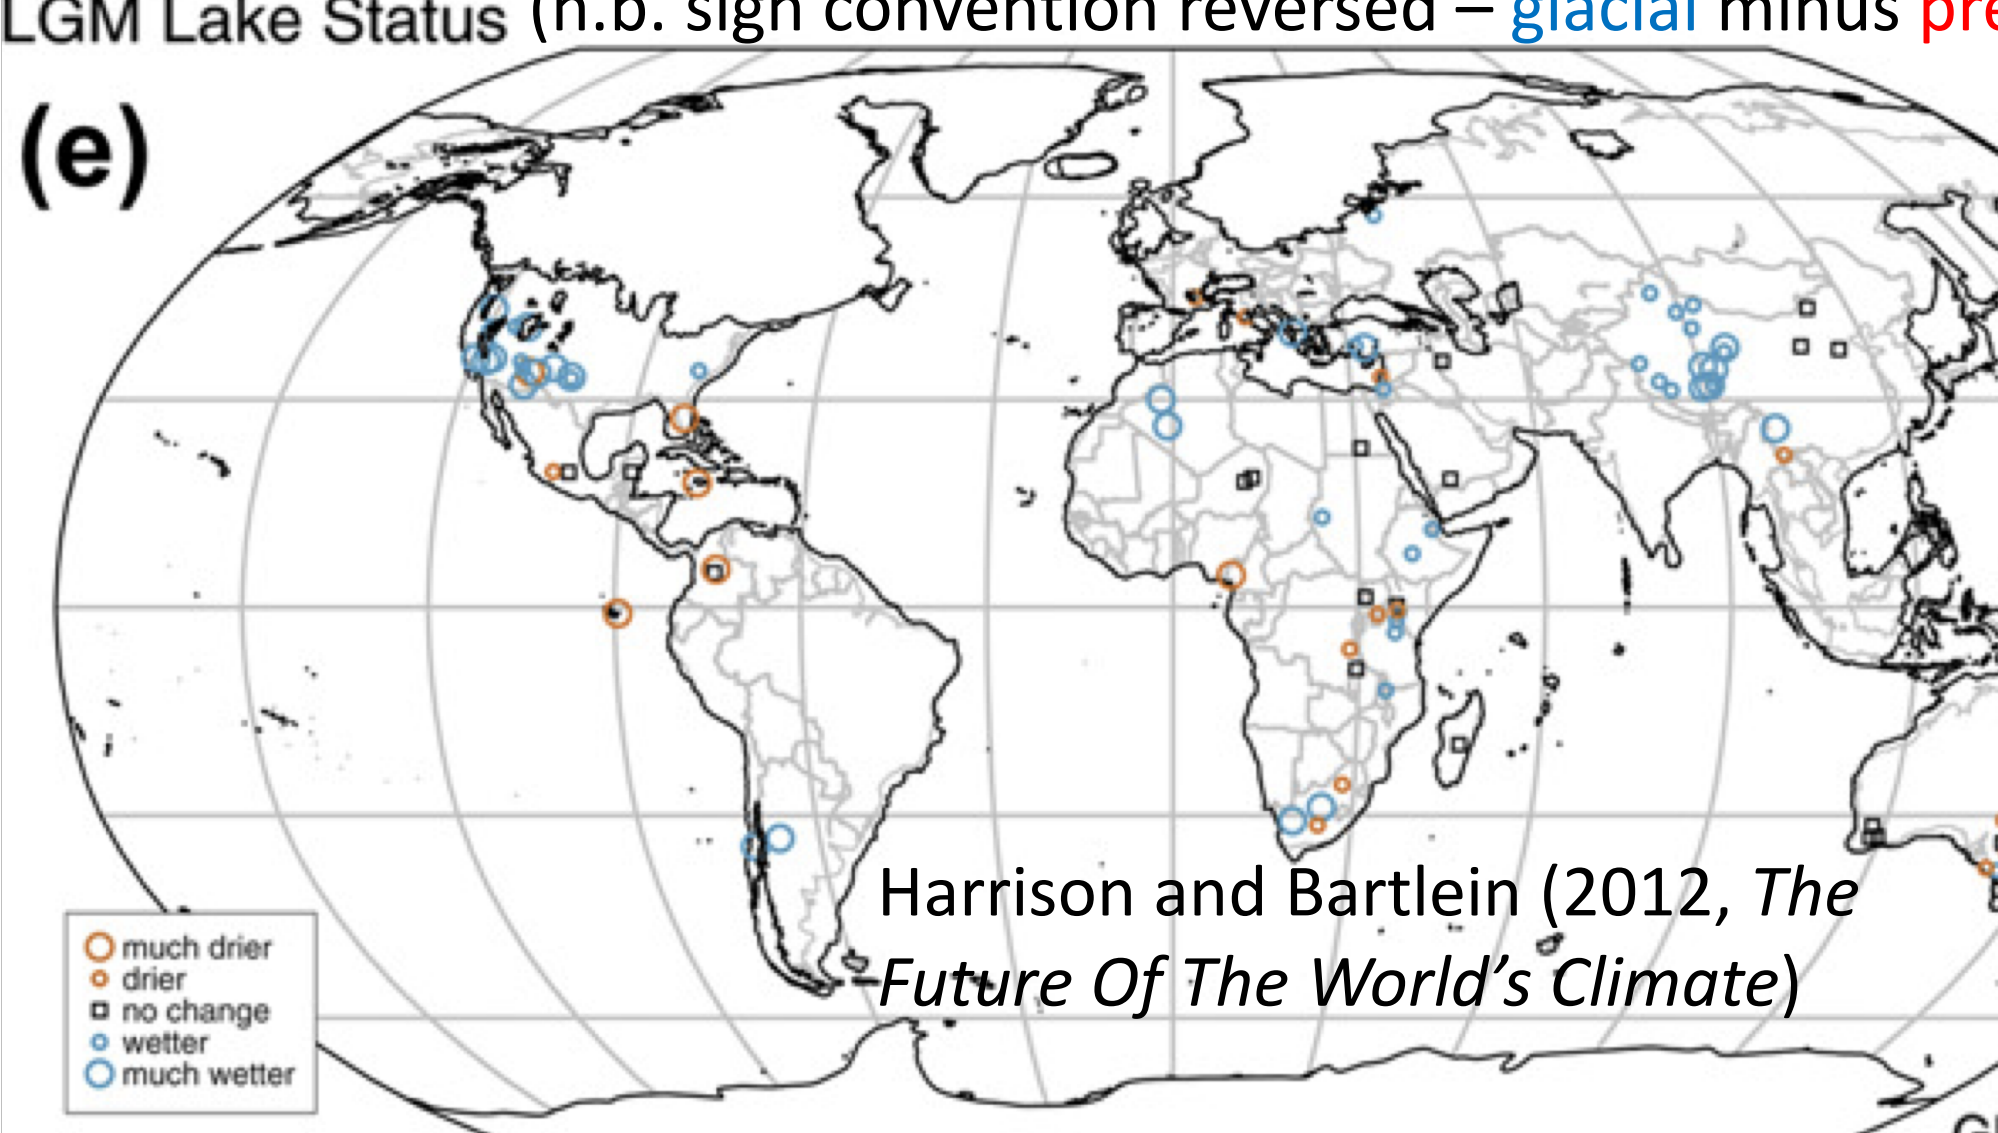 LGM Lake Status (n.b. sign convention reversed – glacial minus
(e)
Harrison and Bartlein (2012, The
Future Of The World’s Climate)
much drier
drier
no change
wetter
much wetter